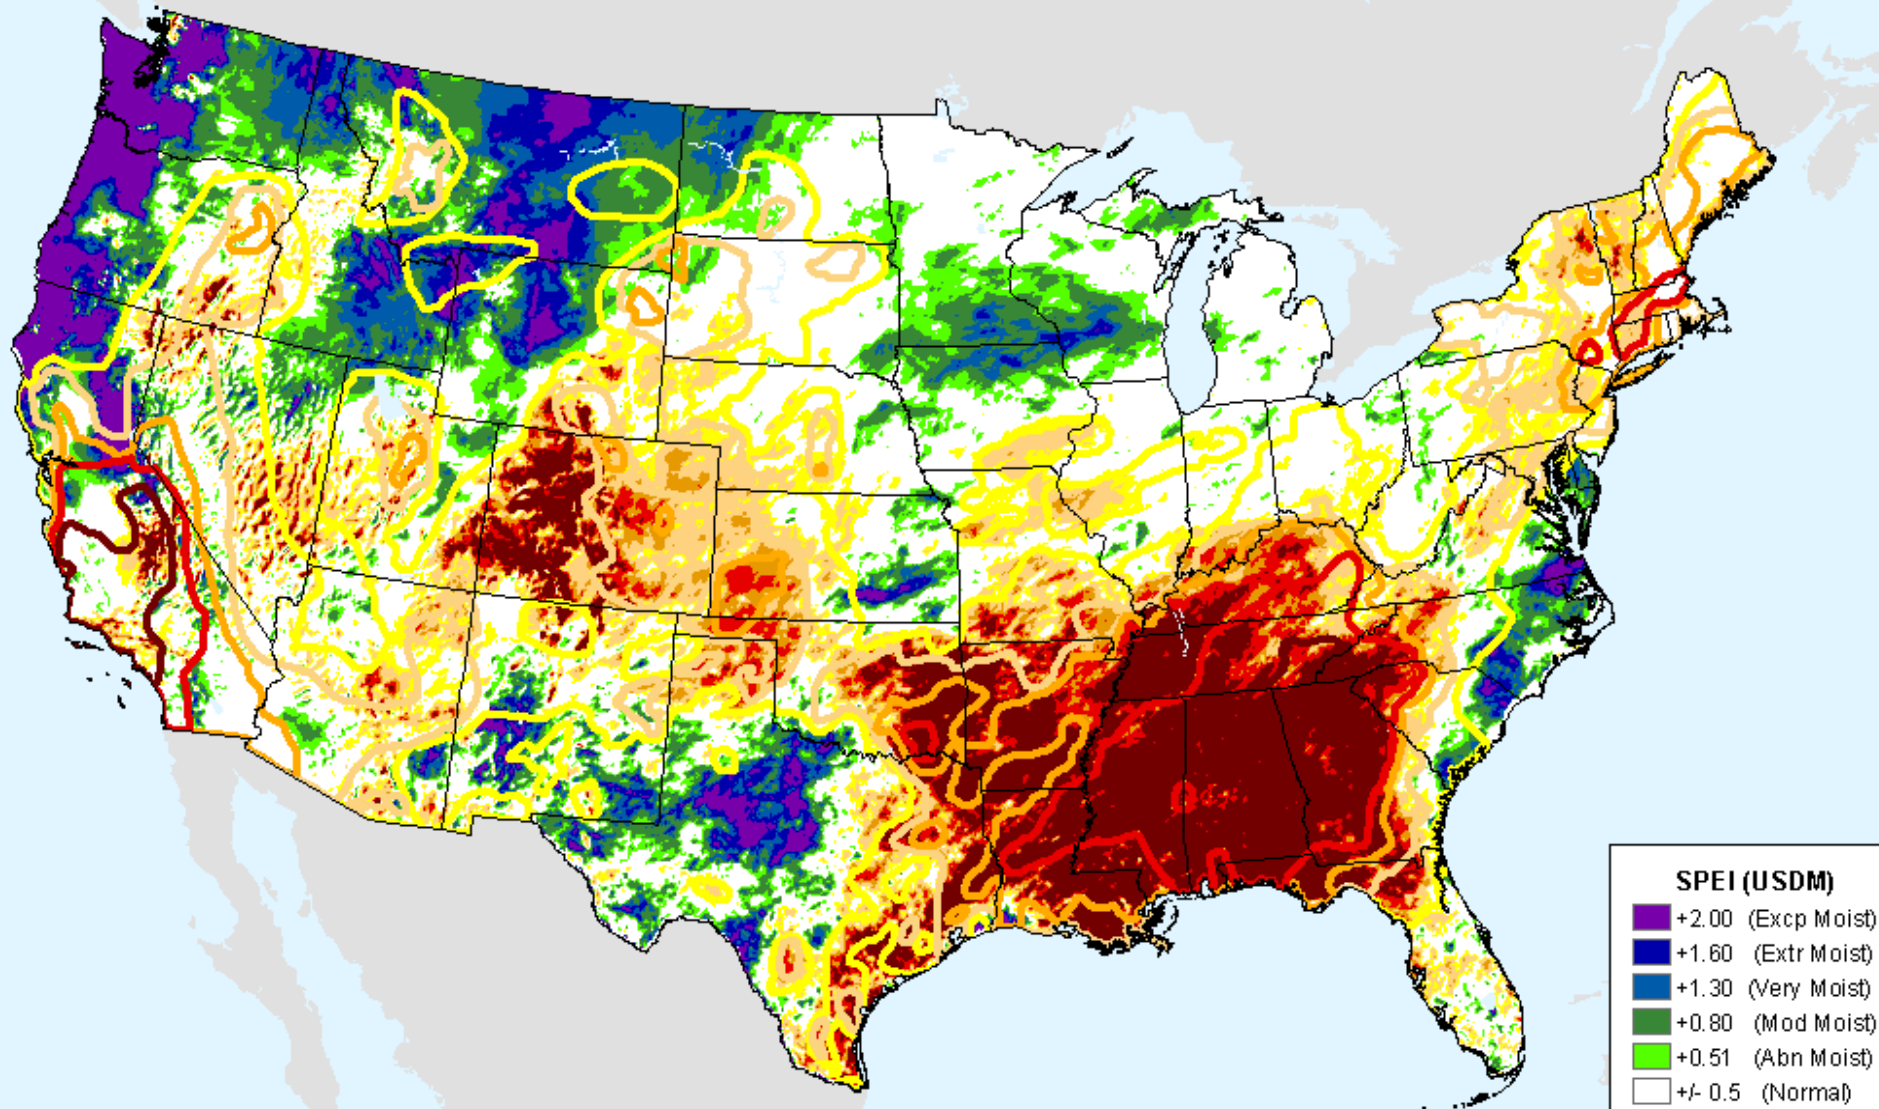 SPEI (USDM)
+2.00 (Excp Moist)
+1.60 (Extr Moist)
+1.30 (Very Moist)
+0.80 (Mod Moist)
+0.51 (Abn Moist)
+/- 0.5 (Normal)